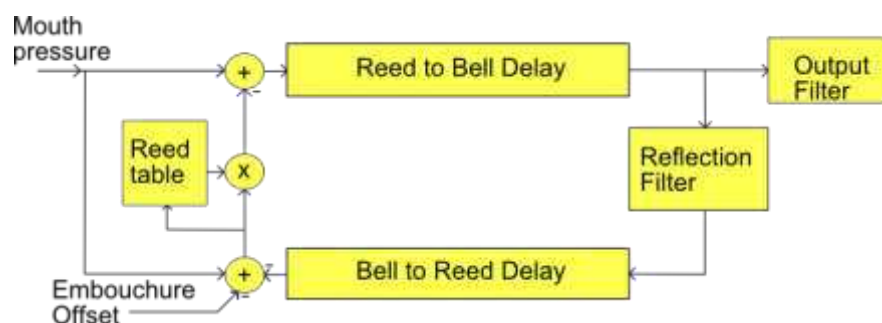 Mouth
pressure
+
-
Reed to Bell Delay
Output
Filter
Reed
table
x
Reflection
Filter
+
-
-
Bell to Reed Delay
Embouchure
Offset